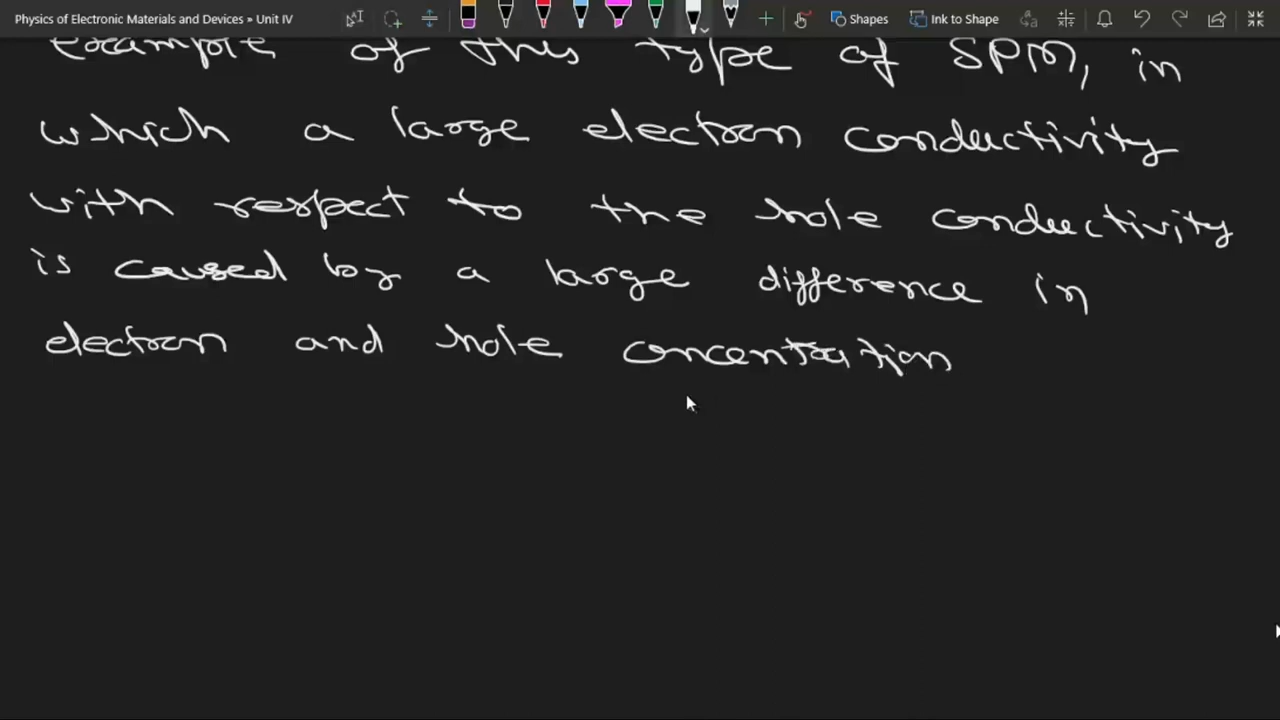 Physics of Electronic Materials and Devices » Unit IV
Shapes
Ink to Shape
example of this type of SPM, in
which a large electron conductivity
with respect to the hole conductivity
is caused by a large difference in
electron and hole concentration